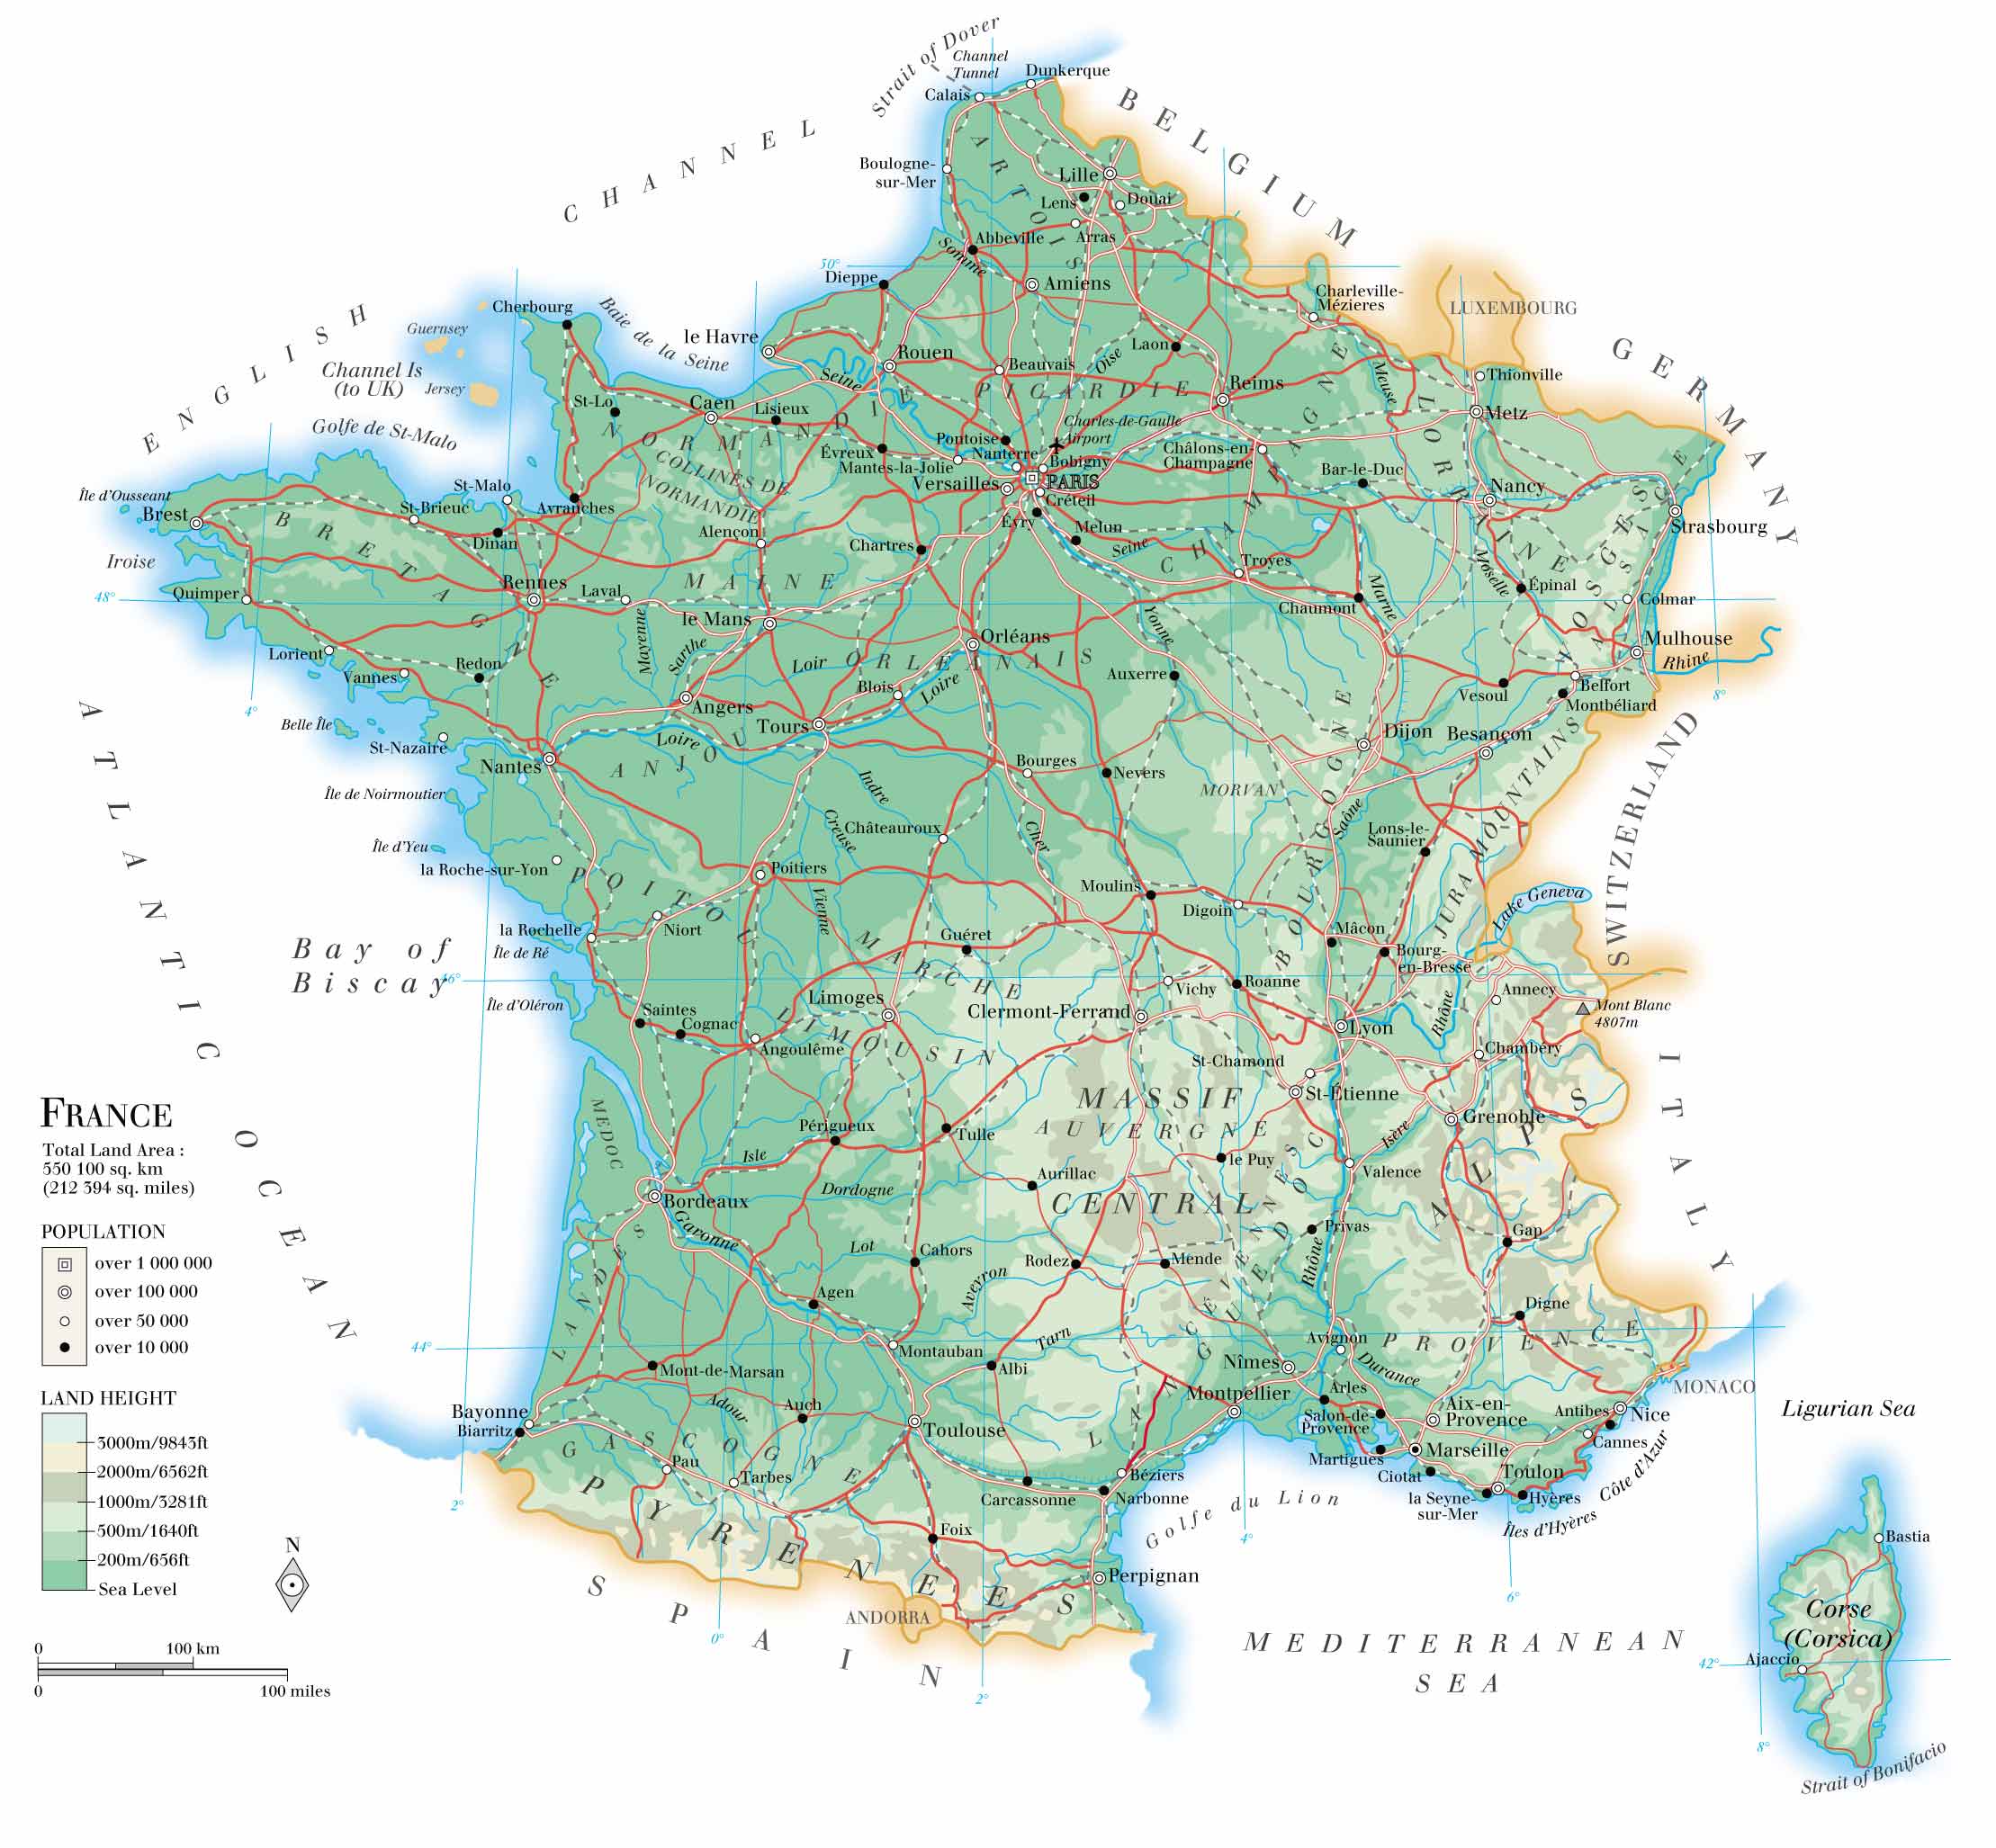 Strait of Dover
Channel
Tunnel
Dunkerque
Calais
BELGIUM
ENGLISH CHANNEL
Boulogne-
sur-Mer
ARTOIS
Lille
Lens
Douai
Arras
Abbeville
Somme
50°
Dieppe
Amiens
Charleville-
Mézieres
LUXEMBOURG
GERMANY
Cherbourg
Baie de la Seine
Guernsey
Channel Is
(to UK)
Jersey
le Havre
Rouen
Beauvais
Oise
Laon
Seine
PICARDIE
Reims
Meuse
Thionville
Metz
LORRAINE
St-Lo
Caen
Lisieux
NORMANDIE
Golfe de St-Malo
COLLINES DE
NORMANDIE
Évreux
Pontoise
Charles-de-Gaulle
Airport
Mantes-la-Jolie
Nanterre
Bobigny
Versailles
PARIS
Créteil
Évry
Melun
Châlons-en-
Champagne
CHAMPAGNE
Bar-le-Duc
Nancy
Strasbourg
VOSGES
ALSACE
Île d'Ousseant
Brest
St-Malo
St-Brieuc
Avranches
Dinan
BRETAGNE
Iroise
Alençon
Chartres
Seine
CHAMP
Troyes
Moselle
Épinal
Colmar
48°
Quimper
Rennes
Laval
MAINE
Mayenne
le Mans
Sarthe
Loir
ORLEANAIS
Orléans
Yonne
Chaumont
Marne
Mulhouse
Rhine
Lorient
Vannes
Redon
Blois
Loire
Auxerre
Vesoul
Belfort
Montbéliard
8°
4°
Belle Île
St-Nazaire
Angers
Tours
Loire
ANJOU
Nantes
Dijon
Besançon
BOURGOGNE
Île de Noirmoutier
Indre
Bourges
Nevers
MORVAN
Saône
JURA MOUNTAINS
SWITZERLAND
Creuse
Châteauroux
Cher
Lons-le-
Saunier
Île d'Yeu
la Roche-sur-Yon
POITOU
Poitiers
Vienne
Moulins
Digoin
Lake Geneva
la Rochelle
Niort
Île de Ré
Guéret
MARCHE
Mâcon
Bourg-
en-Bresse
Bay of
Biscay
46°
Île d'Oléron
Vichy
Roanne
Limoges
Clermont-Ferrand
Annecy
Mont Blanc
4807m
Saintes
Cognac
Angoulême
LIMOUSIN
Lyon
Rhône
Chambéry
ITALY
St-Chamond
St-Étienne
MASSIF
AUVERGNE
CENTRAL
ATLANTIC OCEAN
MEDOC
Périgueux
Tulle
Grenoble
Isère
ALPS
Isle
le Puy
Aurillac
Valence
Dordogne
Bordeaux
Garonne
LANDES
Lot
Cahors
Privas
Gap
Rodez
Mende
CÉVENNES
LANGUEDOC
Aveyron
Rhône
Agen
Digne
44°
Montauban
Albi
Tarn
Avignon
PROVENCE
Mont-de-Marsan
Nîmes
Durance
Montpellier
Arles
MONACO
Bayonne
Biarritz
Adour
Auch
Toulouse
Salon-de-
Provence
Aix-en-
Provence
Antibes
Nice
Ligurian Sea
GASCOGNE
Pau
Tarbes
Martigues
Marseille
Cannes
Côte d'Azur
Béziers
Ciotat
Toulon
Carcassonne
Narbonne
la Seyne-
sur-Mer
Hyères
Îles d'Hyères
Golfe du Lion
2°
PYRENEES
Foix
Perpignan
ANDORRA
SPAIN
0°
2°
4°
6°
MEDITERRANEAN
SEA
Bastia
Corse
(Corsica)
42°
Ajaccio
8°
Strait of Bonifacio
FRANCE
Total Land Area :
550 100 sq. km
(212 394 sq. miles)
POPULATION
over 1 000 000
over 100 000
over 50 000
over 10 000
LAND HEIGHT
3000m/9843ft
2000m/6562ft
1000m/3281ft
500m/1640ft
200m/656ft
Sea Level
N
0 100 km
0 100 miles